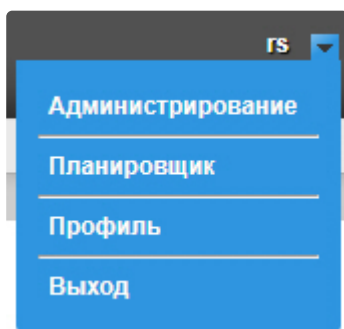 rs
Администрирование
Планировщик
Профиль
Выход